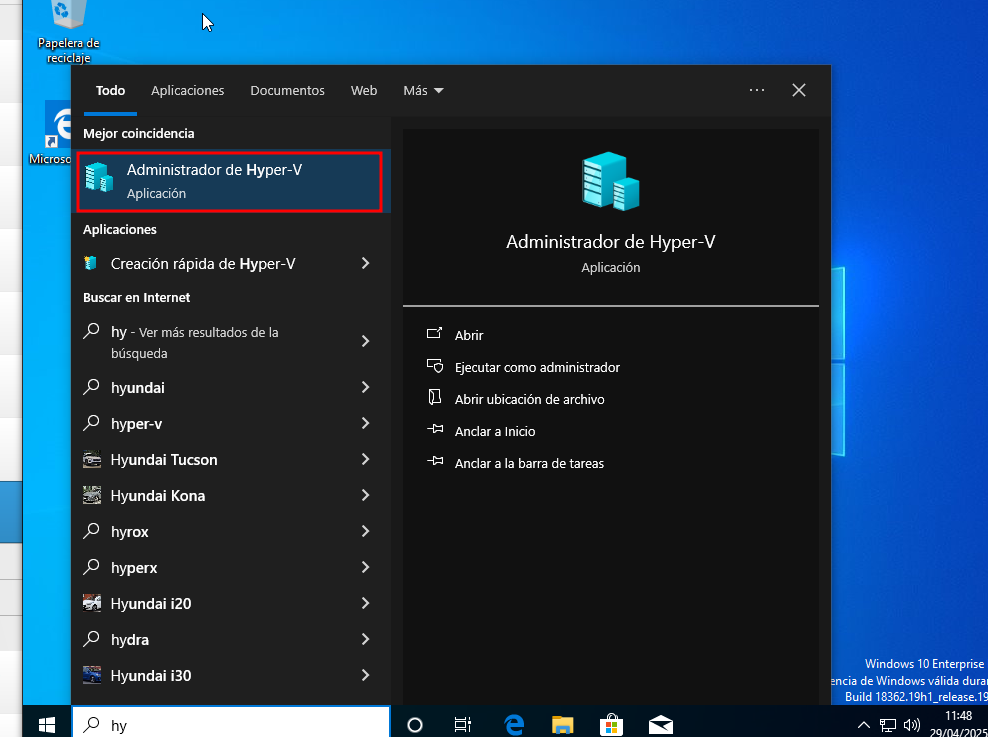 Papelera de
reciclaje
Todo Aplicaciones Documentos Web Más
Mejor coincidencia
Administrador de Hyper-V
Aplicación
Aplicaciones
Creación rápida de Hyper-V
Buscar en Internet
hy - Ver más resultados de la
búsqueda
hyundai
hyper-v
Hyundai Tucson
Hyundai Kona
hyrox
hyperx
Hyundai i20
hydra
Hyundai i30
hy
Administrador de Hyper-V
Aplicación
Abrir
Ejecutar como administrador
Abrir ubicación de archivo
Anclar a Inicio
Anclar a la barra de tareas
Windows 10 Enterprise
de Windows válida
Build 18362.19h1_release.19
11:48
29/04/2025